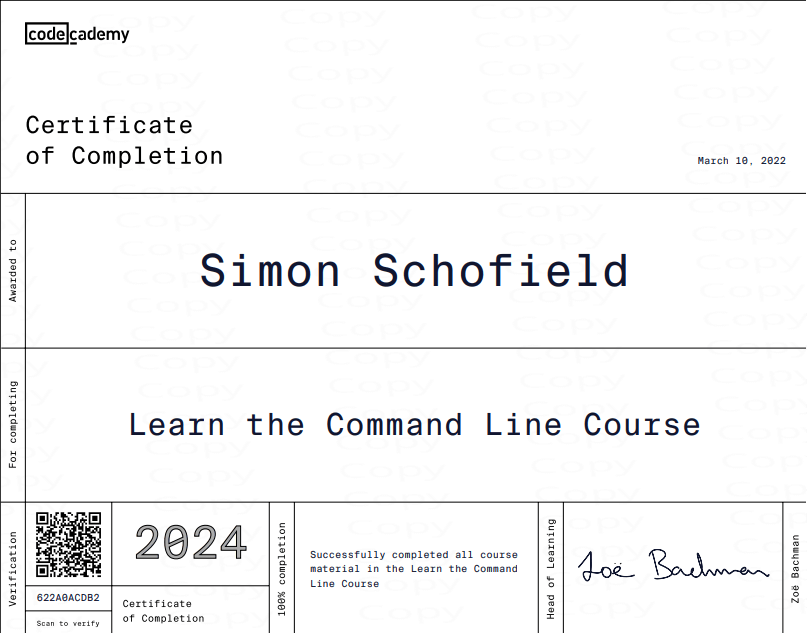 codecademy
Certificate
of Completion
March 10, 2022
Awarded to
Simon Schofield
For completing
Learn the Command Line Course
Verification
622A0ACDB2
Scan to verify
2024
Certificate
of Completion
100% completion
Successfully completed all course
material in the Learn the Command
Line Course
Head of Learning
Zoë Bachman
Zoë Bachman
Copy